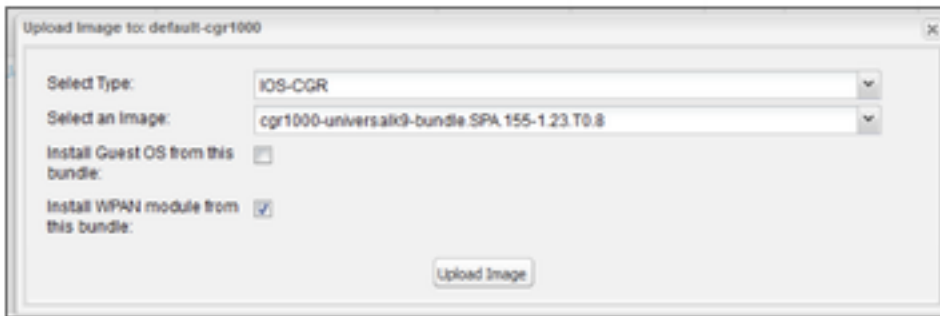 Upload Image to: default-cgr1000
Select Type:
IOS-CGR
Select an Image:
cgr1000-universalk9-bundle.SPA.155-1.23.T0.8
Install Guest OS from this
bundle:
Install WPAN module from
this bundle:
Upload Image